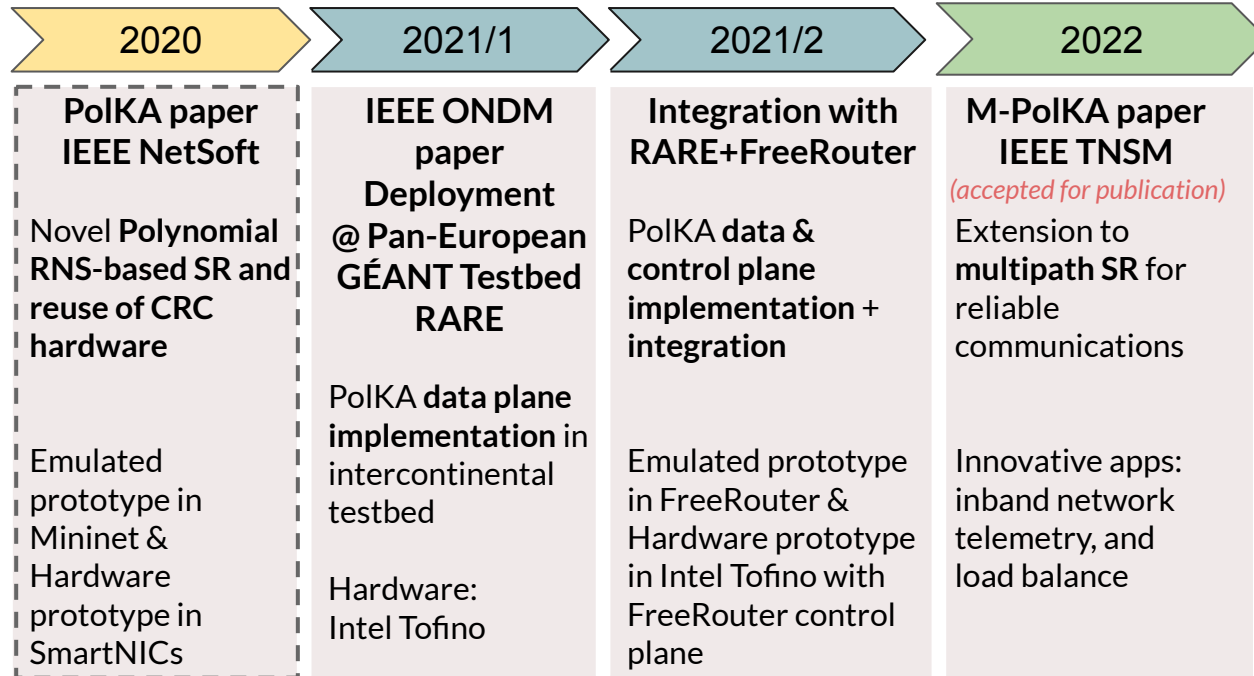 2020
2021/1
2021/2
2022
PolKA paper
IEEE NetSoft
Novel Polynomial
RNS-based SR and
reuse of CRC
hardware
Emulated
prototype in
Mininet &
Hardware
prototype in
SmartNICs
IEEE ONDM
paper
Deployment
@ Pan-European
GÉANT Testbed
RARE
PolKA data plane
implementation in
intercontinental
testbed
Hardware:
Intel Tofino
Integration with
RARE+FreeRouter
PolKA data &
control plane
implementation +
integration
Emulated prototype
in FreeRouter &
Hardware prototype
in Intel Tofino with
FreeRouter control
plane
M-PolKA paper
IEEE TNSM
(accepted for publication)
Extension to
multipath SR for
reliable
communications
Innovative apps:
inband network
telemetry, and
load balance